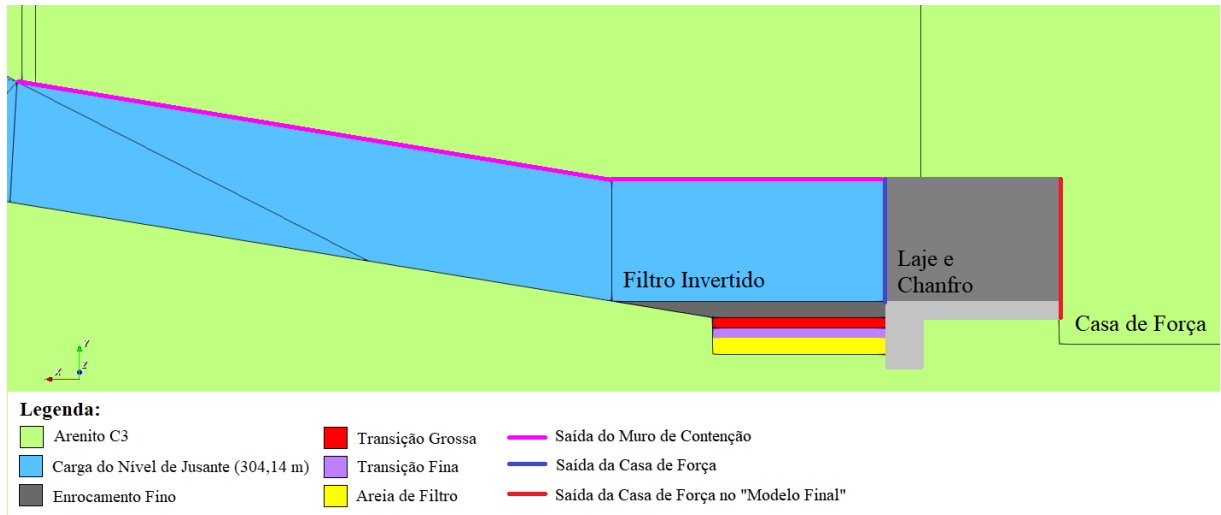 Filtro Invertido
Laje e
Chanfro
Casa de Força
Y
X
Z
Legenda:
Arenito C3
Carga do Nível de Jusante (304,14 m)
Enrocamento Fino
Transição Grossa
Transição Fina
Areia de Filtro
Saída do Muro de Contenção
Saída da Casa de Força
Saída da Casa de Força no "Modelo Final"